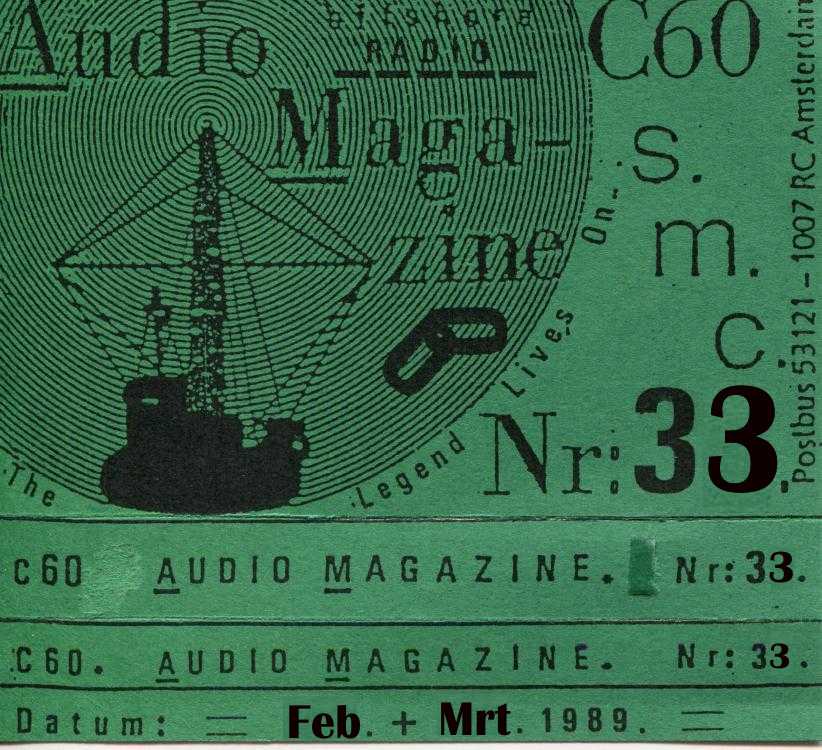 Audio
RADIO
C60
Maga-
zine
s.
m.
c.
.The .Legend Lives On..
Nr:33.
Postbus 53121 – 1007 RC Amsterdam
C60 AUDIO MAGAZINE. Nr:33.
C60. AUDIO MAGAZINE. Nr:33.
Datum: = Feb. + Mrt. 1989. =